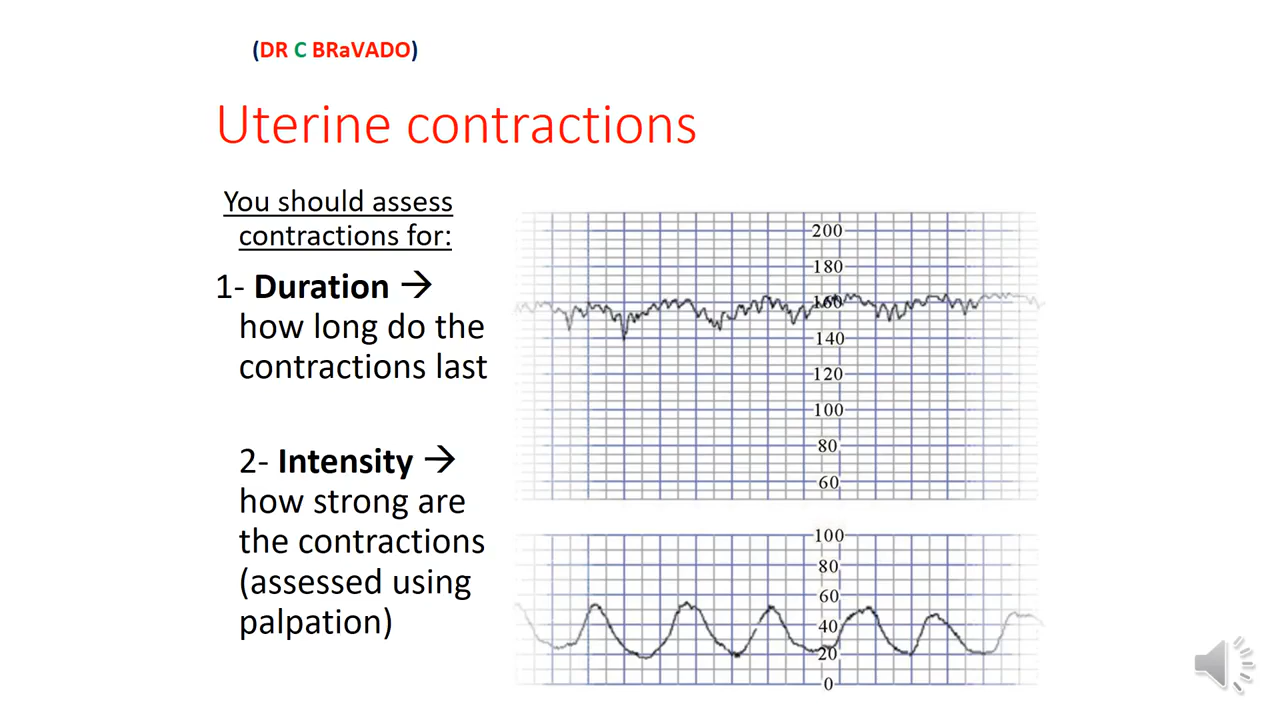 (DR C BRaVADO)
Uterine contractions
You should assess
contractions for:
1- Duration →
how long do the
contractions last
2- Intensity →
how strong are
the contractions
(assessed using
palpation)
200
180
160
140
120
100
80
60
100
80
60
40
20
0